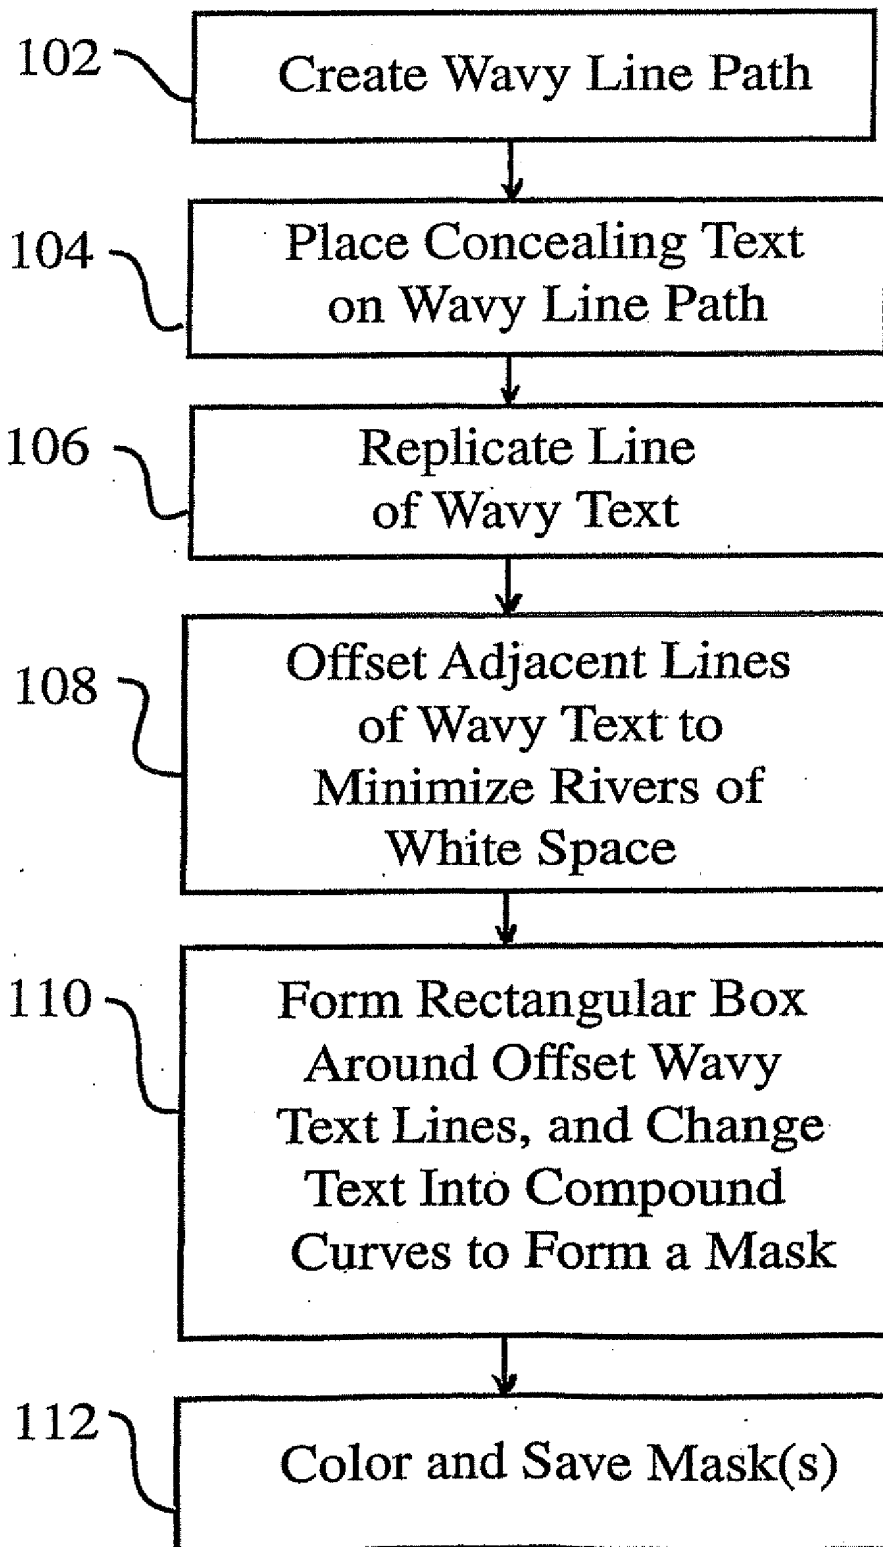 102
Create Wavy Line Path
104
Place Concealing Text
on Wavy Line Path
106
Replicate Line
of Wavy Text
108
Offset Adjacent Lines
of Wavy Text to
Minimize Rivers of
White Space
110
Form Rectangular Box
Around Offset Wavy
Text Lines, and Change
Text Into Compound
Curves to Form a Mask
112
Color and Save Mask(s)